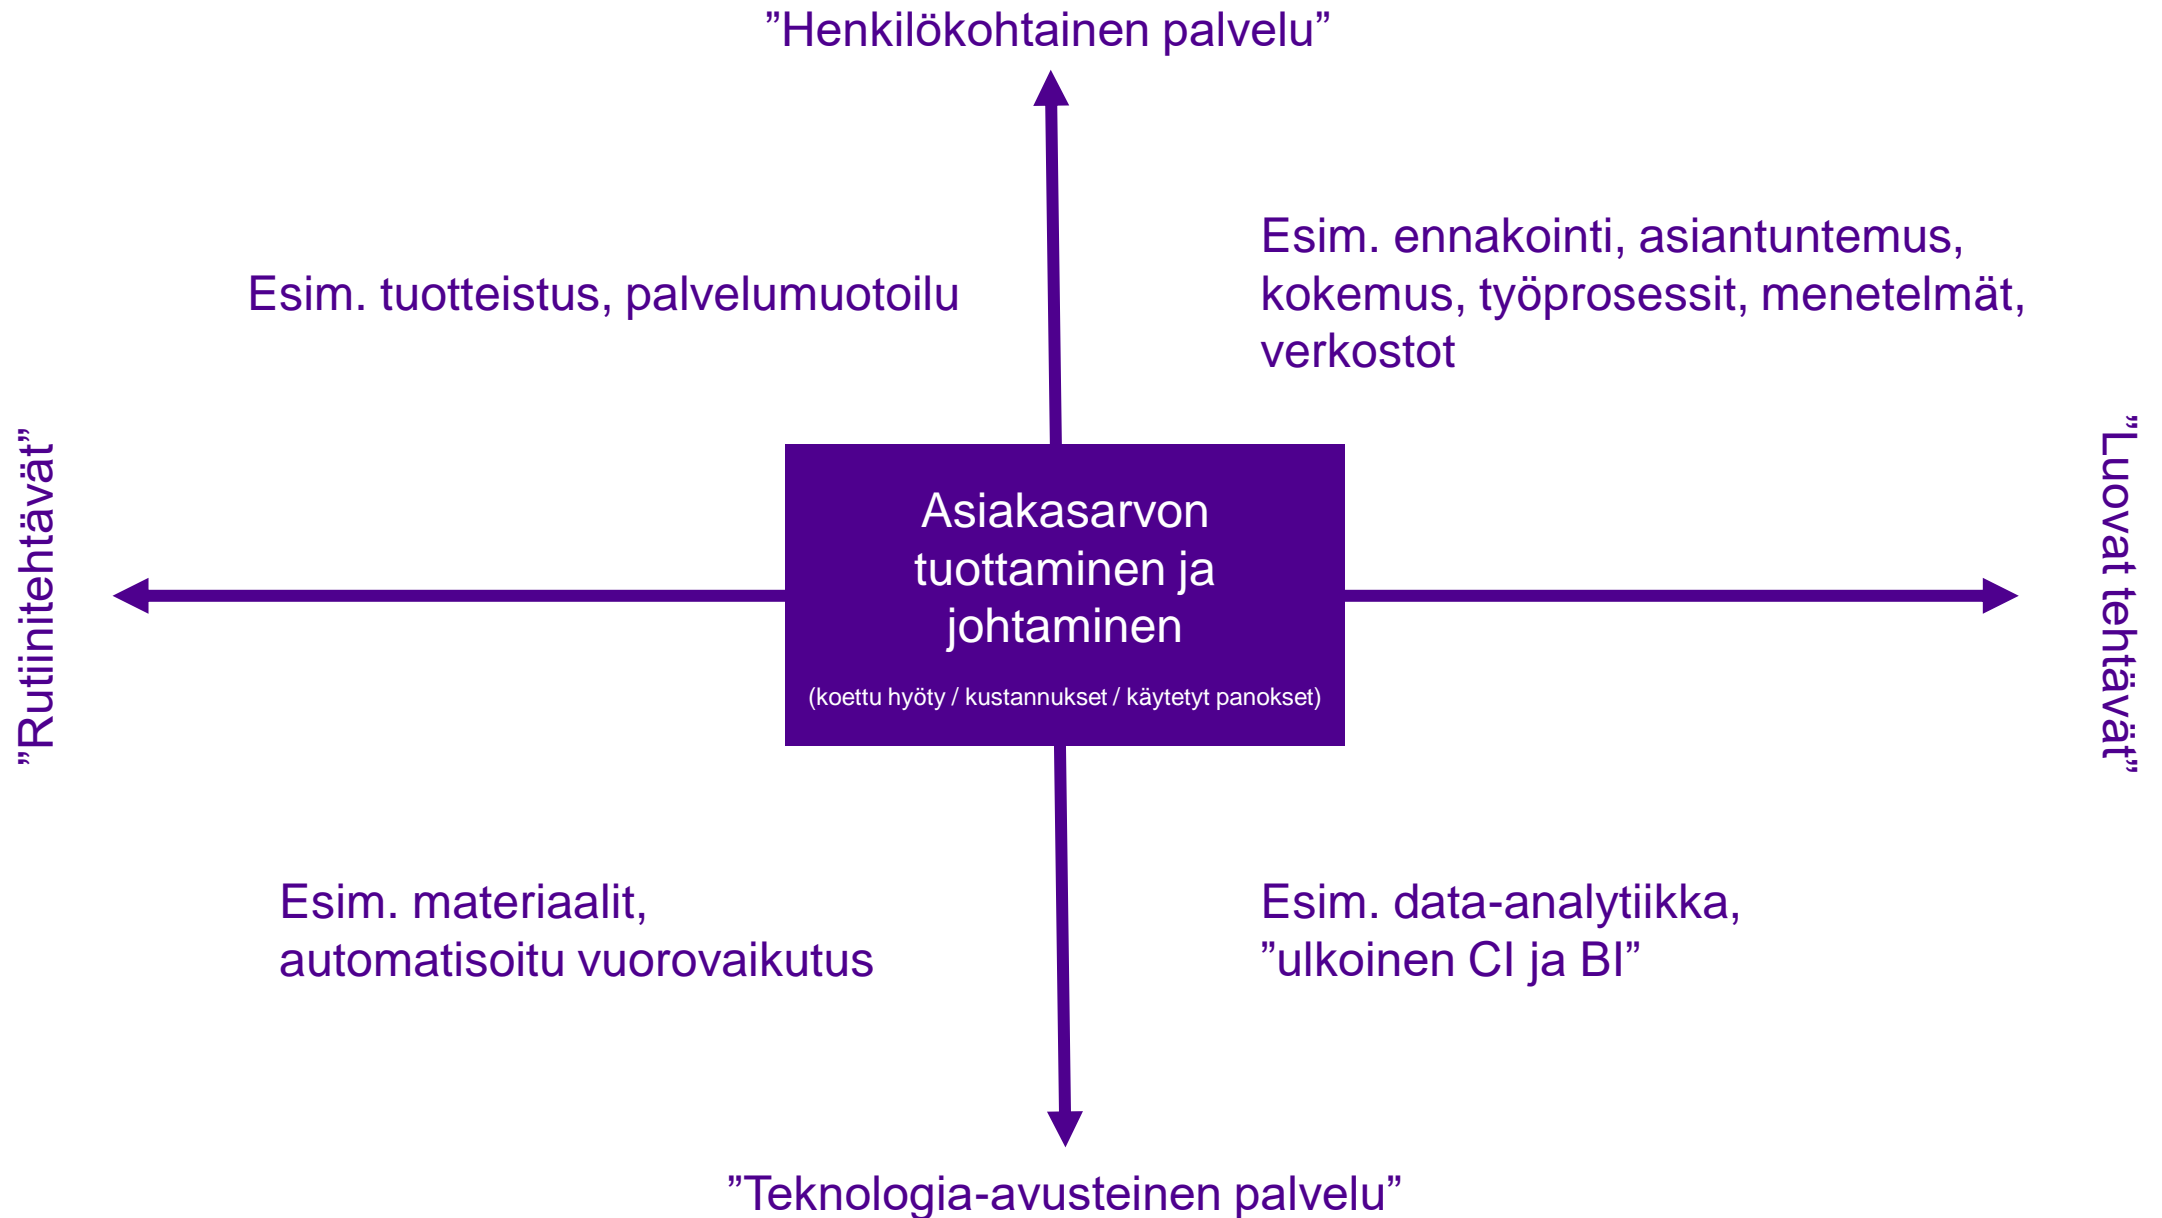 ”Henkilökohtainen palvelu”
Esim. tuotteistus, palvelumuotoilu
Esim. ennakointi, asiantuntemus,
kokemus, työprosessit, menetelmät,
verkostot
”Rutiinitehtävät”
Asiakasarvon
tuottaminen ja
johtaminen
(koettu hyöty / kustannukset / käytetyt panokset)
”Luovat tehtävät”
Esim. materiaalit,
automatisoitu vuorovaikutus
Esim. data-analytiikka,
”ulkoinen CI ja BI”
”Teknologia-avusteinen palvelu”